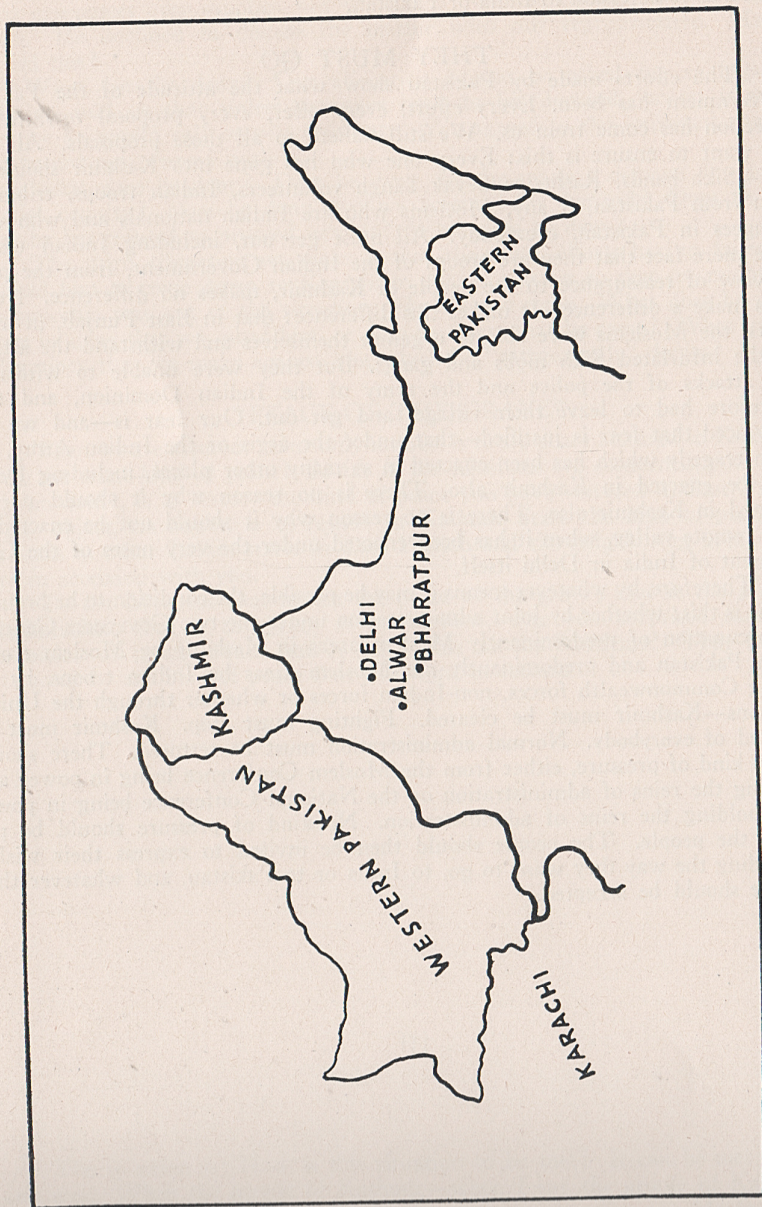 KASHMIR
WESTERN PAKISTAN
DELHI
ALWAR
BHARATPUR
EASTERN
PAKISTAN
KARACHI